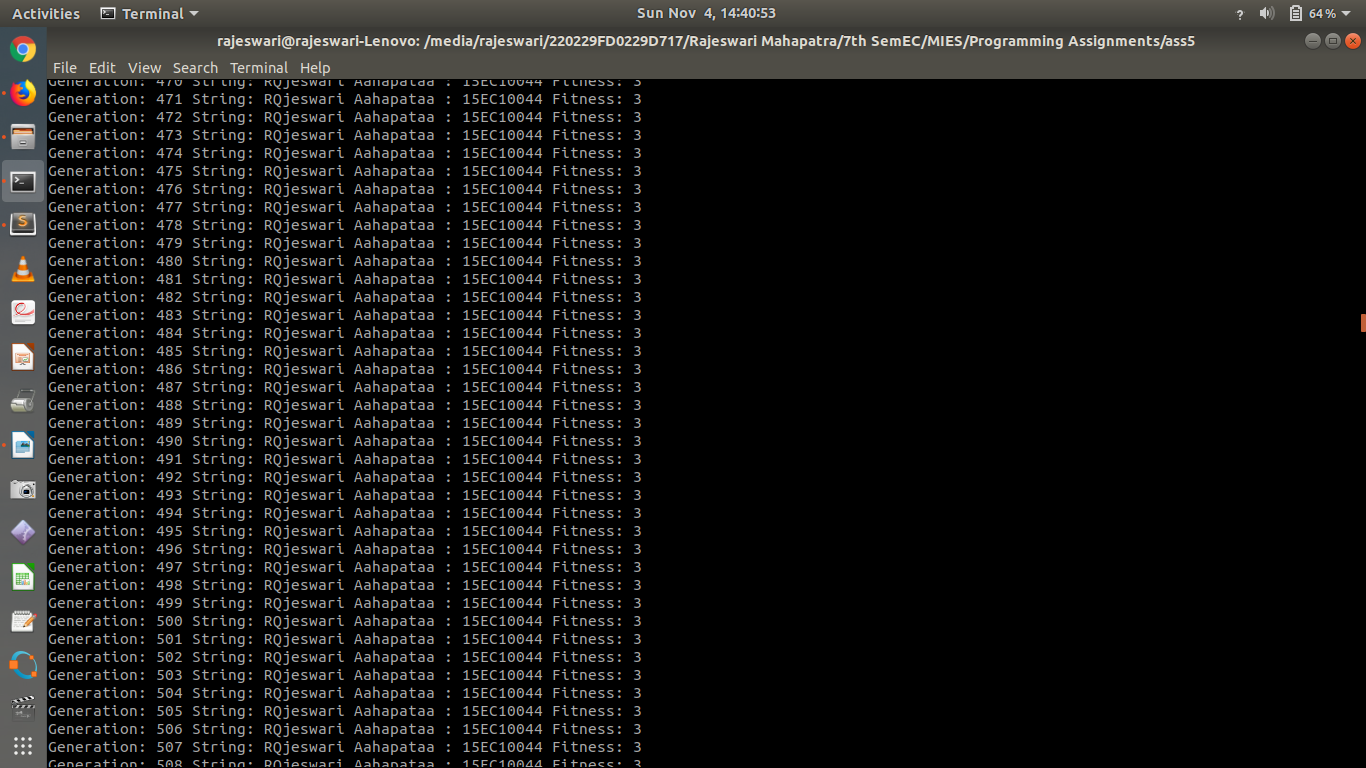 Activities Terminal Sun Nov 4, 14:40:53 ? 64%
rajeswari@rajeswari-Lenovo: /media/rajeswari/220229FD0229D717/Rajeswari Mahapatra/7th SemEC/MIES/Programming Assignments/ass5
File Edit View Search Terminal Help
Generation: 470 String: RQjeswari Aahapataa : 15EC10044 Fitness: 3
Generation: 471 String: RQjeswari Aahapataa : 15EC10044 Fitness: 3
Generation: 472 String: RQjeswari Aahapataa : 15EC10044 Fitness: 3
Generation: 473 String: RQjeswari Aahapataa : 15EC10044 Fitness: 3
Generation: 474 String: RQjeswari Aahapataa : 15EC10044 Fitness: 3
Generation: 475 String: RQjeswari Aahapataa : 15EC10044 Fitness: 3
Generation: 476 String: RQjeswari Aahapataa : 15EC10044 Fitness: 3
Generation: 477 String: RQjeswari Aahapataa : 15EC10044 Fitness: 3
Generation: 478 String: RQjeswari Aahapataa : 15EC10044 Fitness: 3
Generation: 479 String: RQjeswari Aahapataa : 15EC10044 Fitness: 3
Generation: 480 String: RQjeswari Aahapataa : 15EC10044 Fitness: 3
Generation: 481 String: RQjeswari Aahapataa : 15EC10044 Fitness: 3
Generation: 482 String: RQjeswari Aahapataa : 15EC10044 Fitness: 3
Generation: 483 String: RQjeswari Aahapataa : 15EC10044 Fitness: 3
Generation: 484 String: RQjeswari Aahapataa : 15EC10044 Fitness: 3
Generation: 485 String: RQjeswari Aahapataa : 15EC10044 Fitness: 3
Generation: 486 String: RQjeswari Aahapataa : 15EC10044 Fitness: 3
Generation: 487 String: RQjeswari Aahapataa : 15EC10044 Fitness: 3
Generation: 488 String: RQjeswari Aahapataa : 15EC10044 Fitness: 3
Generation: 489 String: RQjeswari Aahapataa : 15EC10044 Fitness: 3
Generation: 490 String: RQjeswari Aahapataa : 15EC10044 Fitness: 3
Generation: 491 String: RQjeswari Aahapataa : 15EC10044 Fitness: 3
Generation: 492 String: RQjeswari Aahapataa : 15EC10044 Fitness: 3
Generation: 493 String: RQjeswari Aahapataa : 15EC10044 Fitness: 3
Generation: 494 String: RQjeswari Aahapataa : 15EC10044 Fitness: 3
Generation: 495 String: RQjeswari Aahapataa : 15EC10044 Fitness: 3
Generation: 496 String: RQjeswari Aahapataa : 15EC10044 Fitness: 3
Generation: 497 String: RQjeswari Aahapataa : 15EC10044 Fitness: 3
Generation: 498 String: RQjeswari Aahapataa : 15EC10044 Fitness: 3
Generation: 499 String: RQjeswari Aahapataa : 15EC10044 Fitness: 3
Generation: 500 String: RQjeswari Aahapataa : 15EC10044 Fitness: 3
Generation: 501 String: RQjeswari Aahapataa : 15EC10044 Fitness: 3
Generation: 502 String: RQjeswari Aahapataa : 15EC10044 Fitness: 3
Generation: 503 String: RQjeswari Aahapataa : 15EC10044 Fitness: 3
Generation: 504 String: RQjeswari Aahapataa : 15EC10044 Fitness: 3
Generation: 505 String: RQjeswari Aahapataa : 15EC10044 Fitness: 3
Generation: 506 String: RQjeswari Aahapataa : 15EC10044 Fitness: 3
Generation: 507 String: RQjeswari Aahapataa : 15EC10044 Fitness: 3
Generation: 508 String: RQjeswari Aahapataa : 15EC10044 Fitness: 3